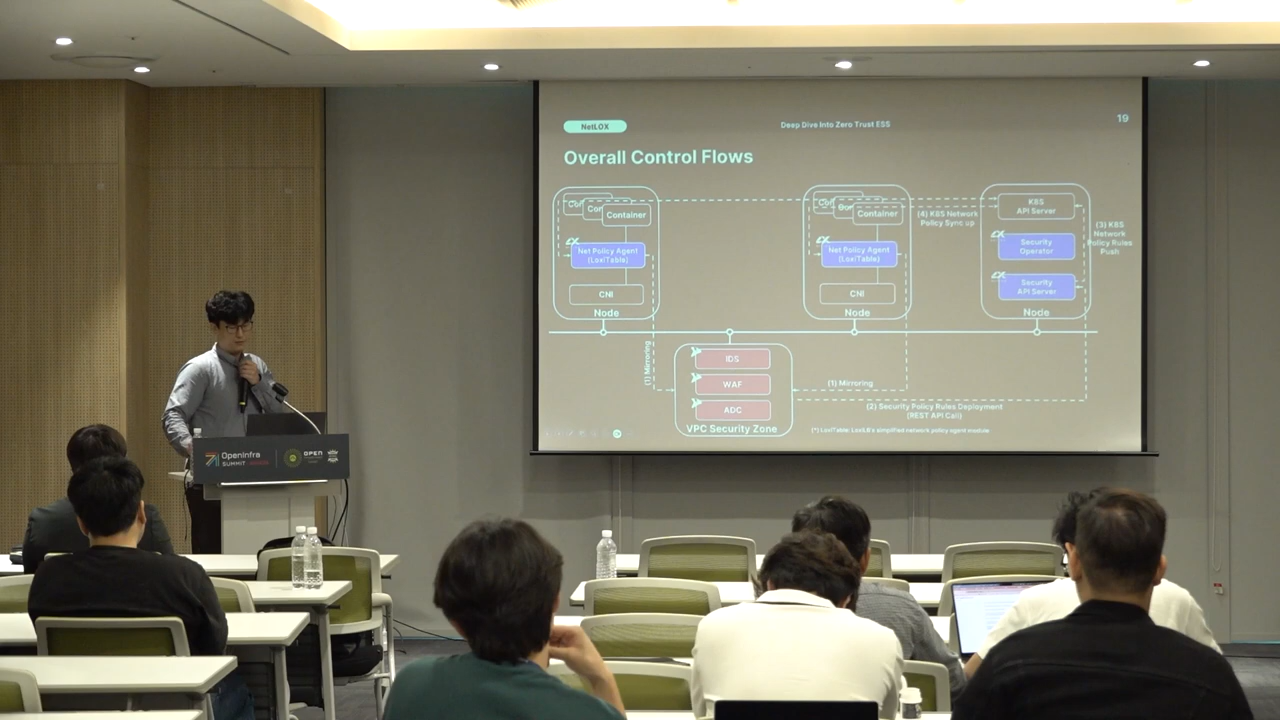 NetLOX
Deep Dive Into Zero Trust ESS
19
Overall Control Flows
Container
Net Policy Agent
(LoxiTable)
CNI
Node
Container
Net Policy Agent
(LoxiTable)
CNI
Node
(4) K8S Network
Policy Sync up
K8S
API Server
Security
Operator
Security
API Server
Node
(3) K8S
Network
Policy Rules
Push
(1) Mirroring
IDS
WAF
ADC
VPC Security Zone
(1) Mirroring
(2) Security Policy Rules Deployment
(REST API Call)
(*) LoxiTable: LoxiLB's simplified network policy agent module
OpenInfra
SUMMIT
OPEN